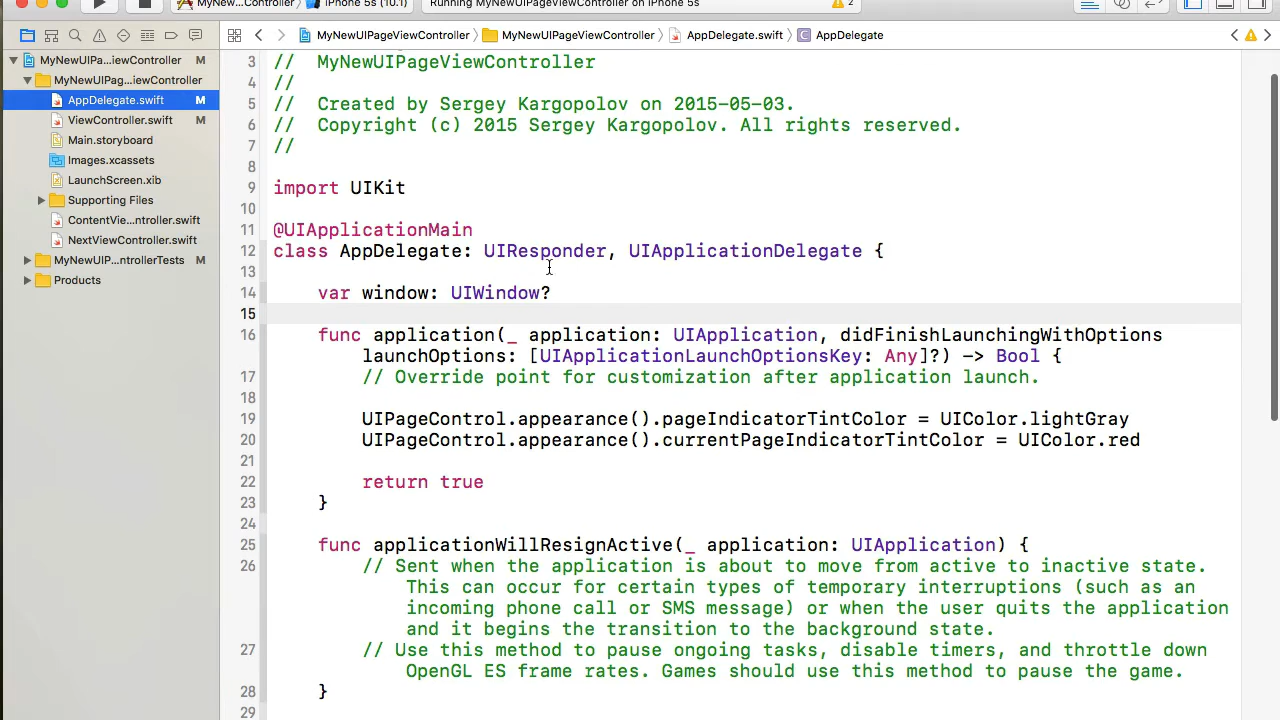 MyNew...Controller iPhone 5s (10.1) Running MyNewUIPageViewController on iPhone 5s 2
MyNewUIPageViewController MyNewUIPageViewController AppDelegate.swift C AppDelegate
MyNewUIPa...iewController M
MyNewUIPag...iewController
AppDelegate.swift M
ViewController.swift M
Main.storyboard
Images.xcassets
LaunchScreen.xib
Supporting Files
ContentVie...ntroller.swift
NextViewController.swift
MyNewUIP...ntrollerTests
Products
3 // MyNewUIPageViewController
4 //
5 // Created by Sergey Kargopolov on 2015-05-03.
6 // Copyright (c) 2015 Sergey Kargopolov. All rights reserved.
7 //
8
9 import UIKit
10
11 @UIApplicationMain
12 class AppDelegate: UIResponder, UIApplicationDelegate {
13
14 var window: UIWindow?
15
16 func application(_ application: UIApplication, didFinishLaunchingWithOptions
launchOptions: [UIApplicationLaunchOptionsKey: Any]?) -> Bool {
17 // Override point for customization after application launch.
18
19 UIPageControl.appearance().pageIndicatorTintColor = UIColor.lightGray
20 UIPageControl.appearance().currentPageIndicatorTintColor = UIColor.red
21
22 return true
23 }
24
25 func applicationWillResignActive(_ application: UIApplication) {
26 // Sent when the application is about to move from active to inactive state.
This can occur for certain types of temporary interruptions (such as an
incoming phone call or SMS message) or when the user quits the application
and it begins the transition to the background state.
27 // Use this method to pause ongoing tasks, disable timers, and throttle down
OpenGL ES frame rates. Games should use this method to pause the game.
28 }
29